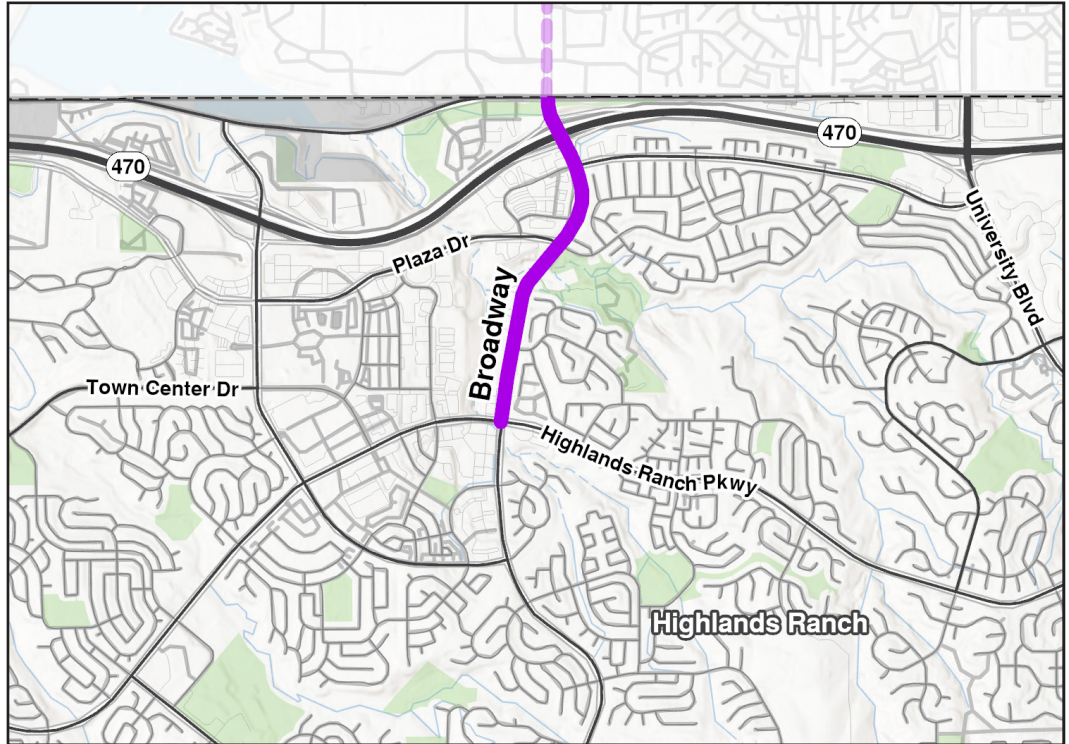 470
470
University Blvd
Plaza Dr
Broadway
Town Center Dr
Highlands Ranch Pkwy
Highlands Ranch